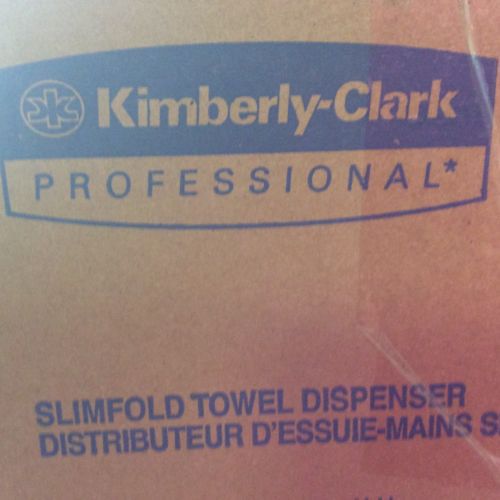 Kimberly-Clark
PROFESSIONAL*
SLIMFOLD TOWEL DISPENSER
DISTRIBUTEUR D'ESSUIE-MAINS